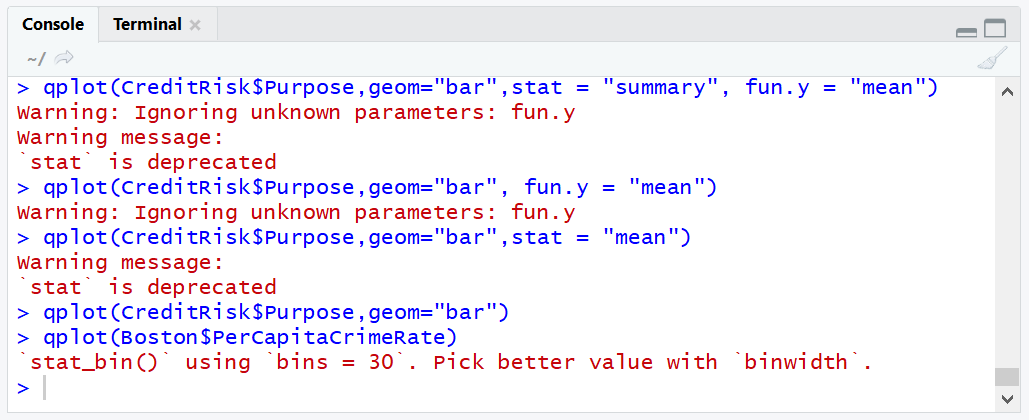 Console Terminal ×
~/
> qplot(CreditRisk$Purpose,geom="bar",stat = "summary", fun.y = "mean")
Warning: Ignoring unknown parameters: fun.y
Warning message:
`stat` is deprecated
> qplot(CreditRisk$Purpose,geom="bar", fun.y = "mean")
Warning: Ignoring unknown parameters: fun.y
> qplot(CreditRisk$Purpose,geom="bar",stat = "mean")
Warning message:
`stat` is deprecated
> qplot(CreditRisk$Purpose,geom="bar")
> qplot(Boston$PerCapitaCrimeRate)
`stat_bin()` using `bins = 30`. Pick better value with `binwidth`.
>